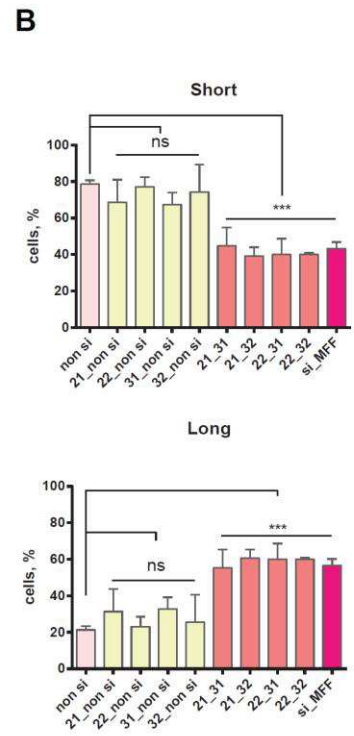 B
Short
ns
***
cells, %
100
80
60
40
20
0
non si
21_non si
22_non si
31_non si
32_non si
21_31
21_32
22_31
22_32
si_MFF
Long
ns
***
cells, %
100
80
60
40
20
0
non si
21_non si
22_non si
31_non si
32_non si
21_31
21_32
22_31
22_32
si_MFF